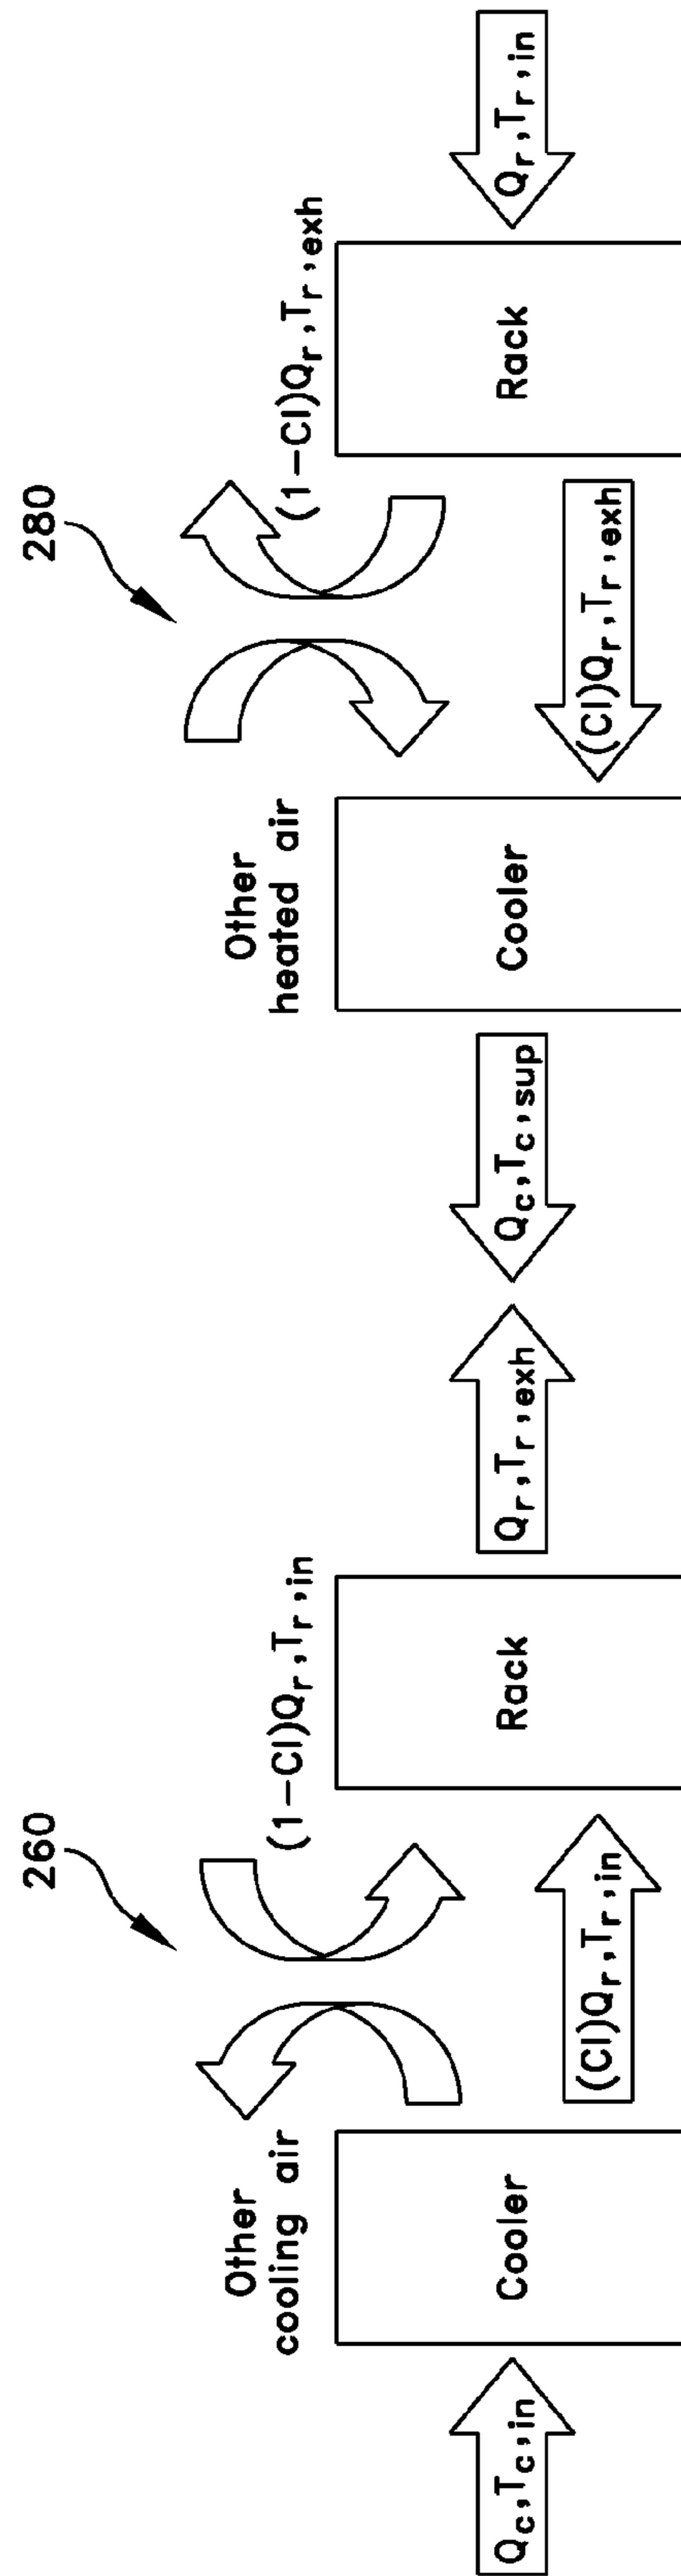 260
Other
cooling air
(1-CI)Qr,Tr,in
Qc,Tc,in
Cooler
(CI)Qr,Tr,in
Rack
Qr,Tr,exh
280
Other
heated air
(1-CI)Qr,Tr,exh
Qc,Tc,sup
Cooler
(CI)Qr,Tr,exh
Rack
Qr,Tr,in